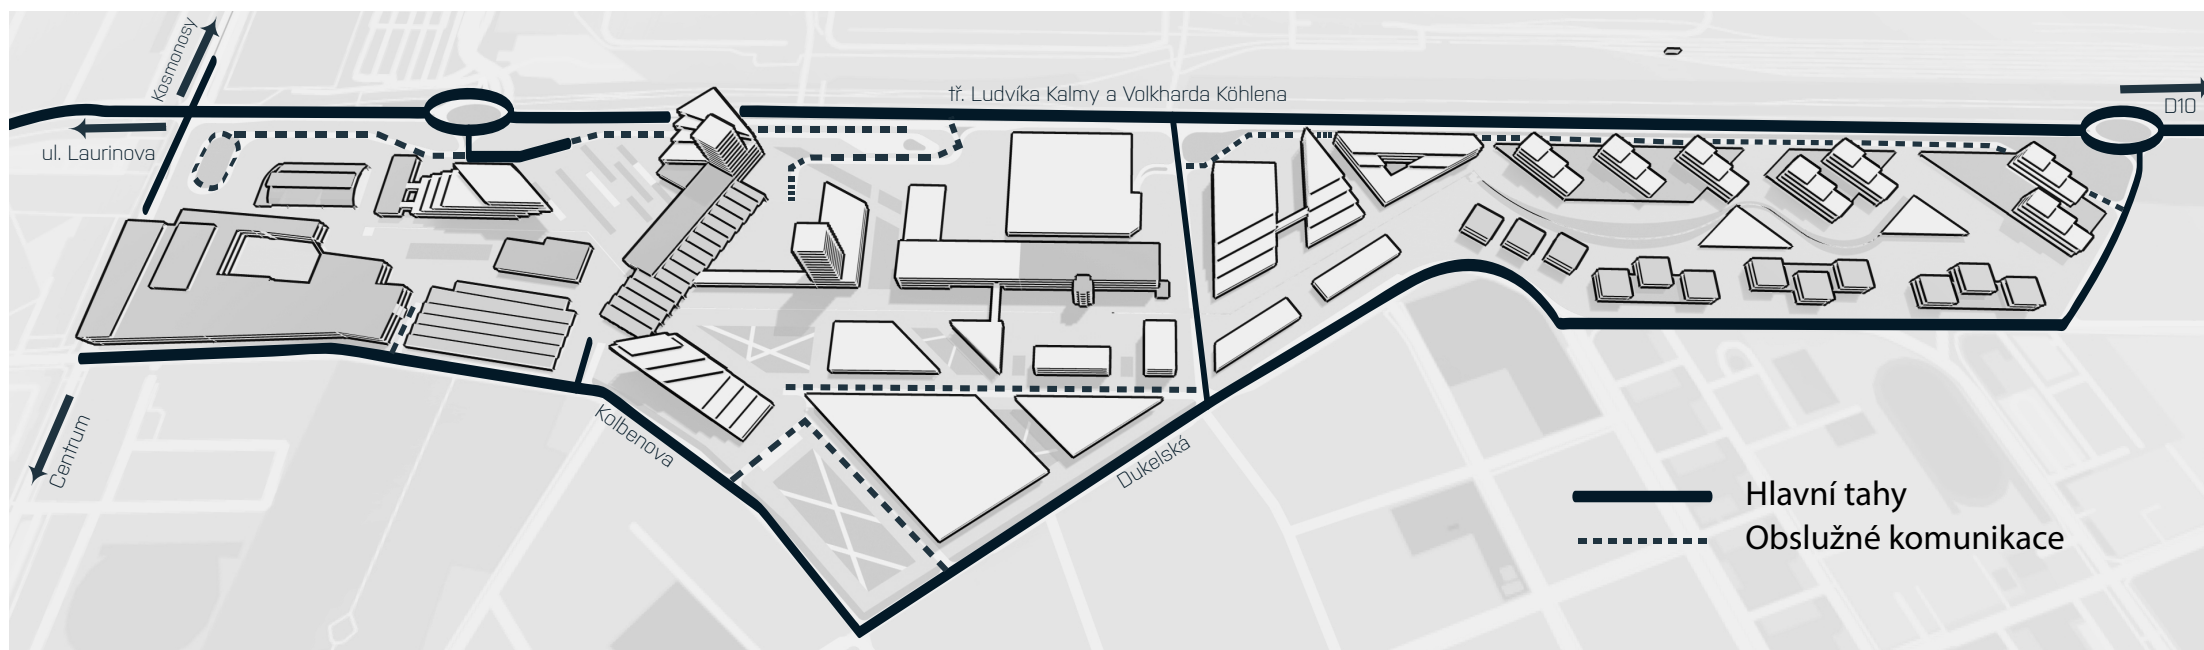 Kosmonosy
tř. Ludvíka Kalmy a Volkharda Köhlena
D10
ul. Laurinova
Centrum
Kolbenova
Dukelská
Hlavní tahy
Obslužné komunikace